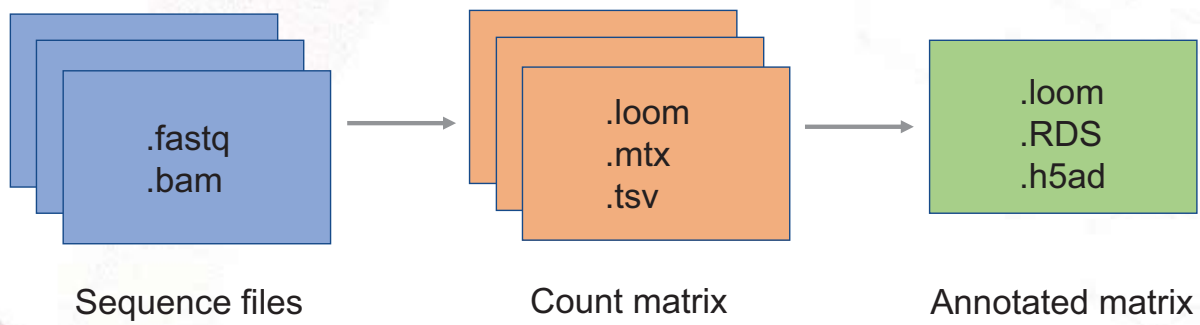 .fastq
.bam
.loom
.mtx
.tsv
.loom
.RDS
.h5ad
Sequence files
Count matrix
Annotated matrix